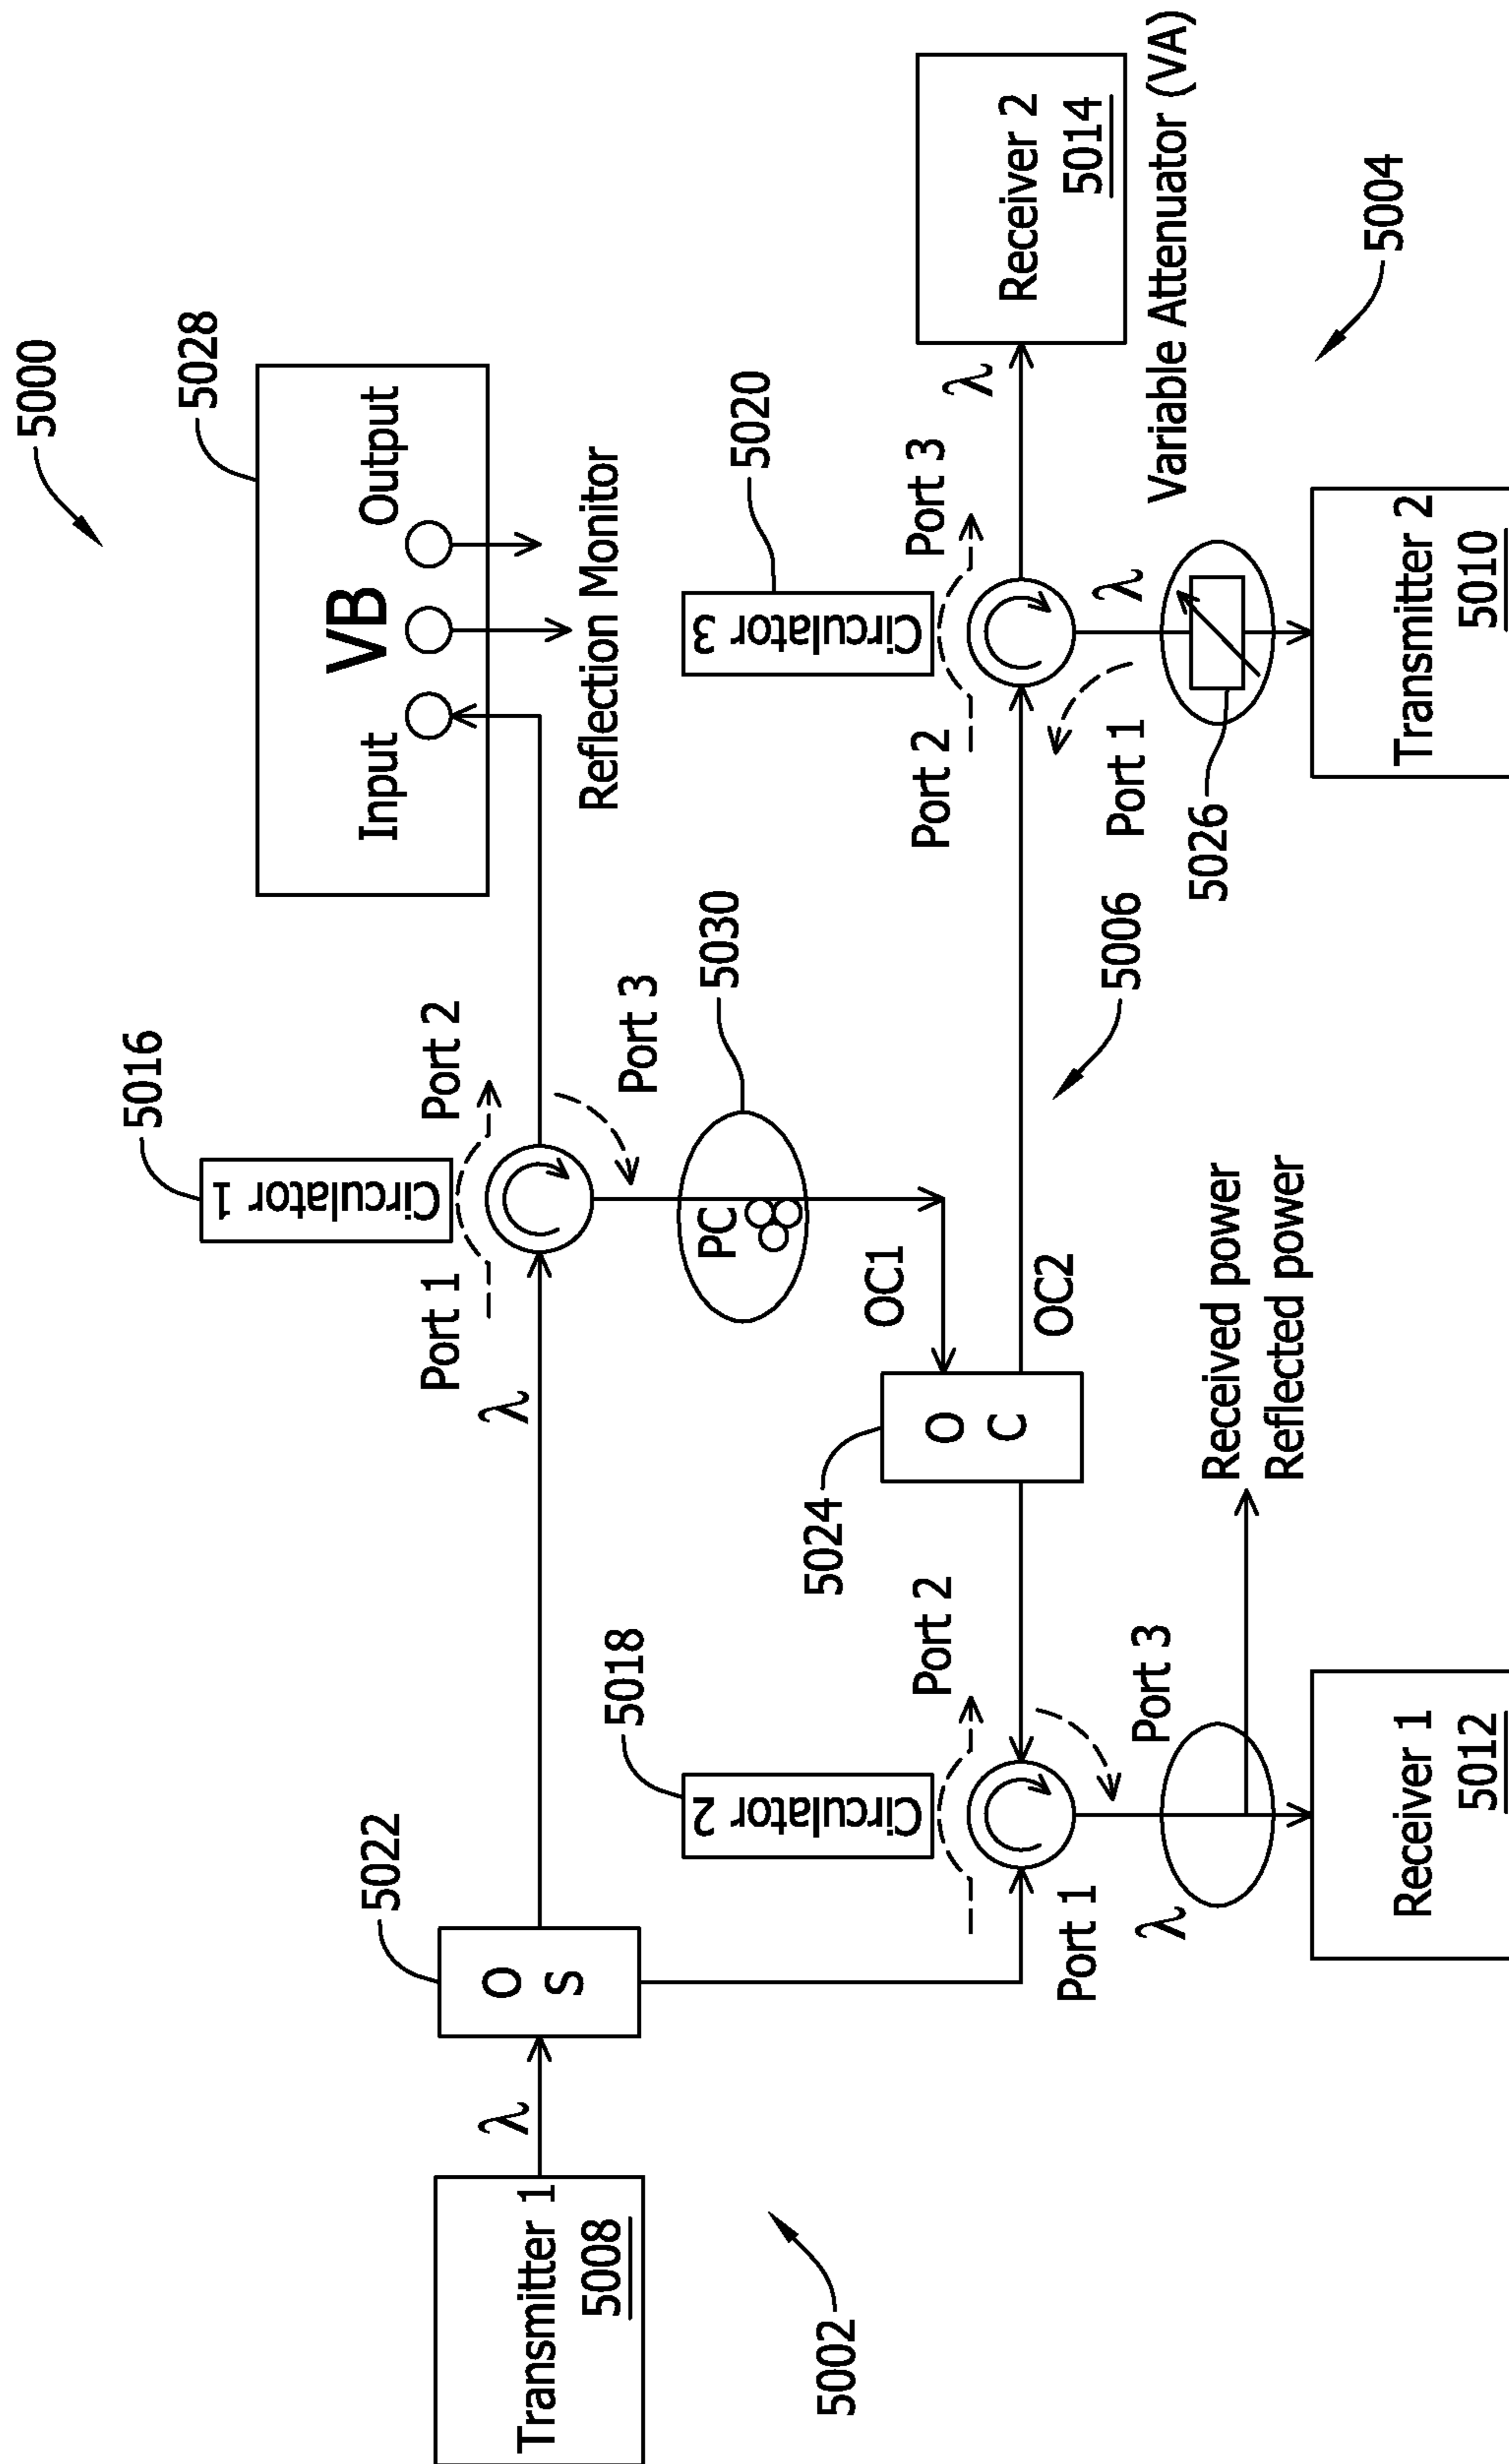 5000
5028
Input
VB
Output
Reflection Monitor
5016
Circulator 1
Port 1
Port 2
Port 3
λ
5030
PC
OC1
5022
O
S
λ
Transmitter 1
5008
5002
5018
Circulator 2
Port 1
Port 2
Port 3
λ
Receiver 1
5012
Received power
Reflected power
5024
O
C
OC2
5006
5020
Circulator 3
Port 2
Port 3
Port 1
λ
λ
Receiver 2
5014
Variable Attenuator (VA)
5026
Transmitter 2
5010
5004